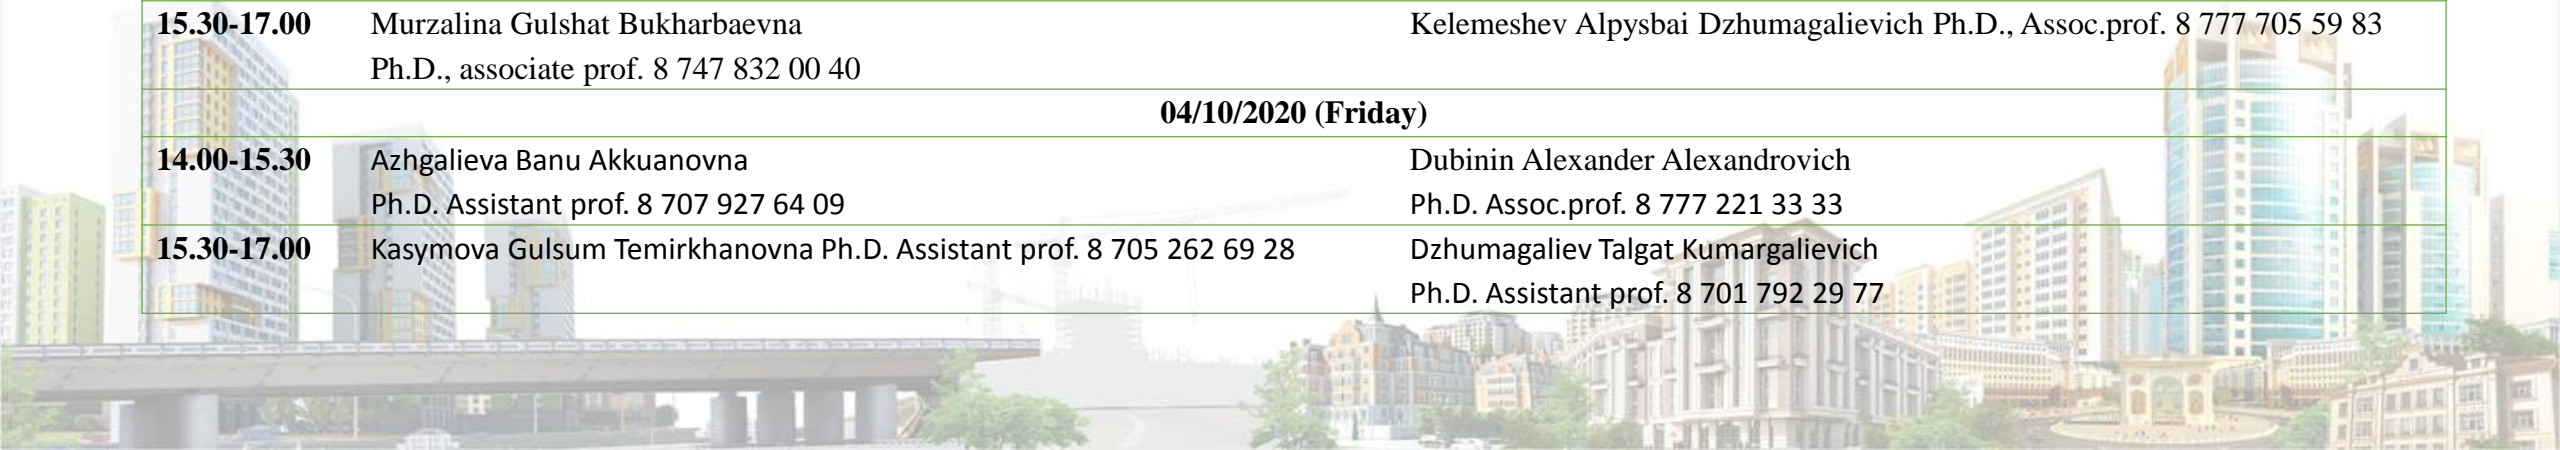 15.30-17.00 Murzalina Gulshat Bukharbaevna Kelemeshev Alpysbai Dzhumagalievich Ph.D., Assoc.prof. 8 777 705 59 83
Ph.D., associate prof. 8 747 832 00 40
04/10/2020 (Friday)
14.00-15.30 Azhgalieva Banu Akkuanovna Dubinin Alexander Alexandrovich
Ph.D. Assistant prof. 8 707 927 64 09 Ph.D. Assoc.prof. 8 777 221 33 33
15.30-17.00 Kasymova Gulsum Temirkhanovna Ph.D. Assistant prof. 8 705 262 69 28 Dzhumagaliev Talgat Kumargalievich
Ph.D. Assistant prof. 8 701 792 29 77